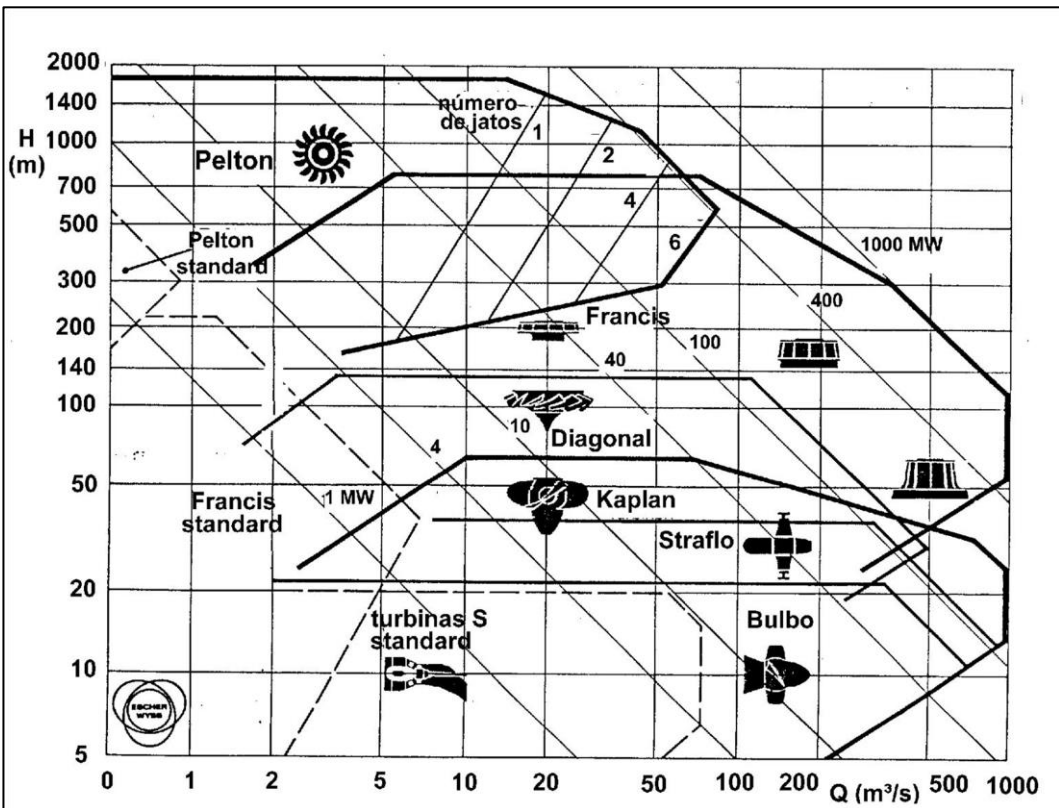 2000
1400
H
1000
(m)
700
500
300
200
140
100
50
20
10
5
número
de jatos
1
2
4
6
Pelton
Pelton
standard
1000 MW
400
100
40
10
4
1 MW
Francis
Diagonal
Francis
standard
Kaplan
Straflo
turbinas S
standard
Bulbo
ESCHER
WYSS
0 1 2 5 10 20 50 100 200 500 1000
Q (m³/s)